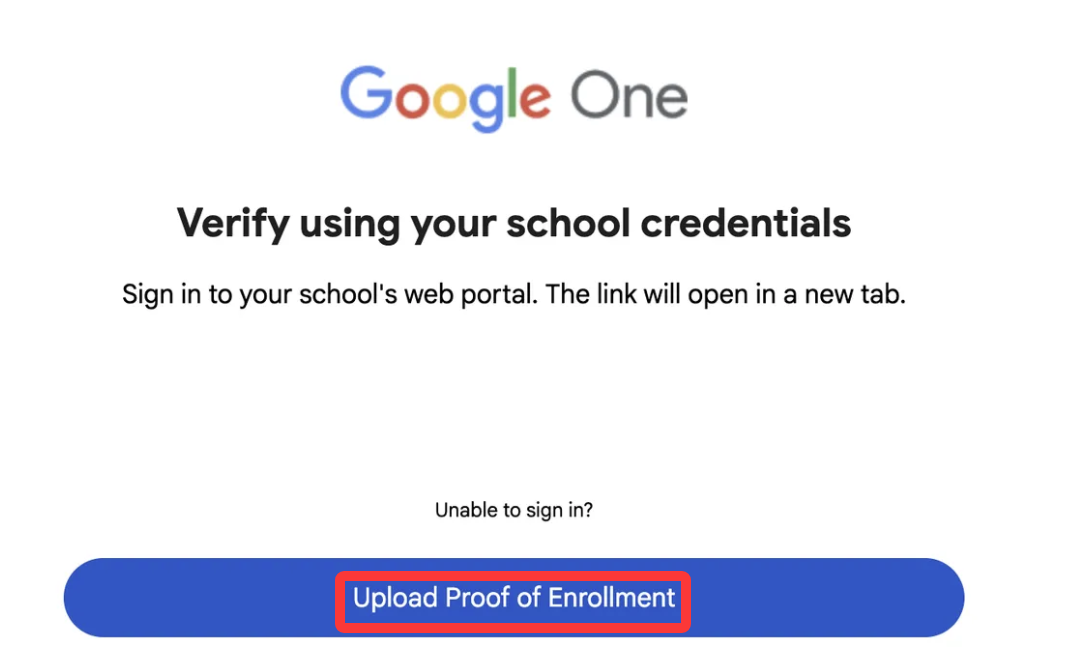 Google One
Verify using your school credentials
Sign in to your school's web portal. The link will open in a new tab.
Unable to sign in?
Upload Proof of Enrollment